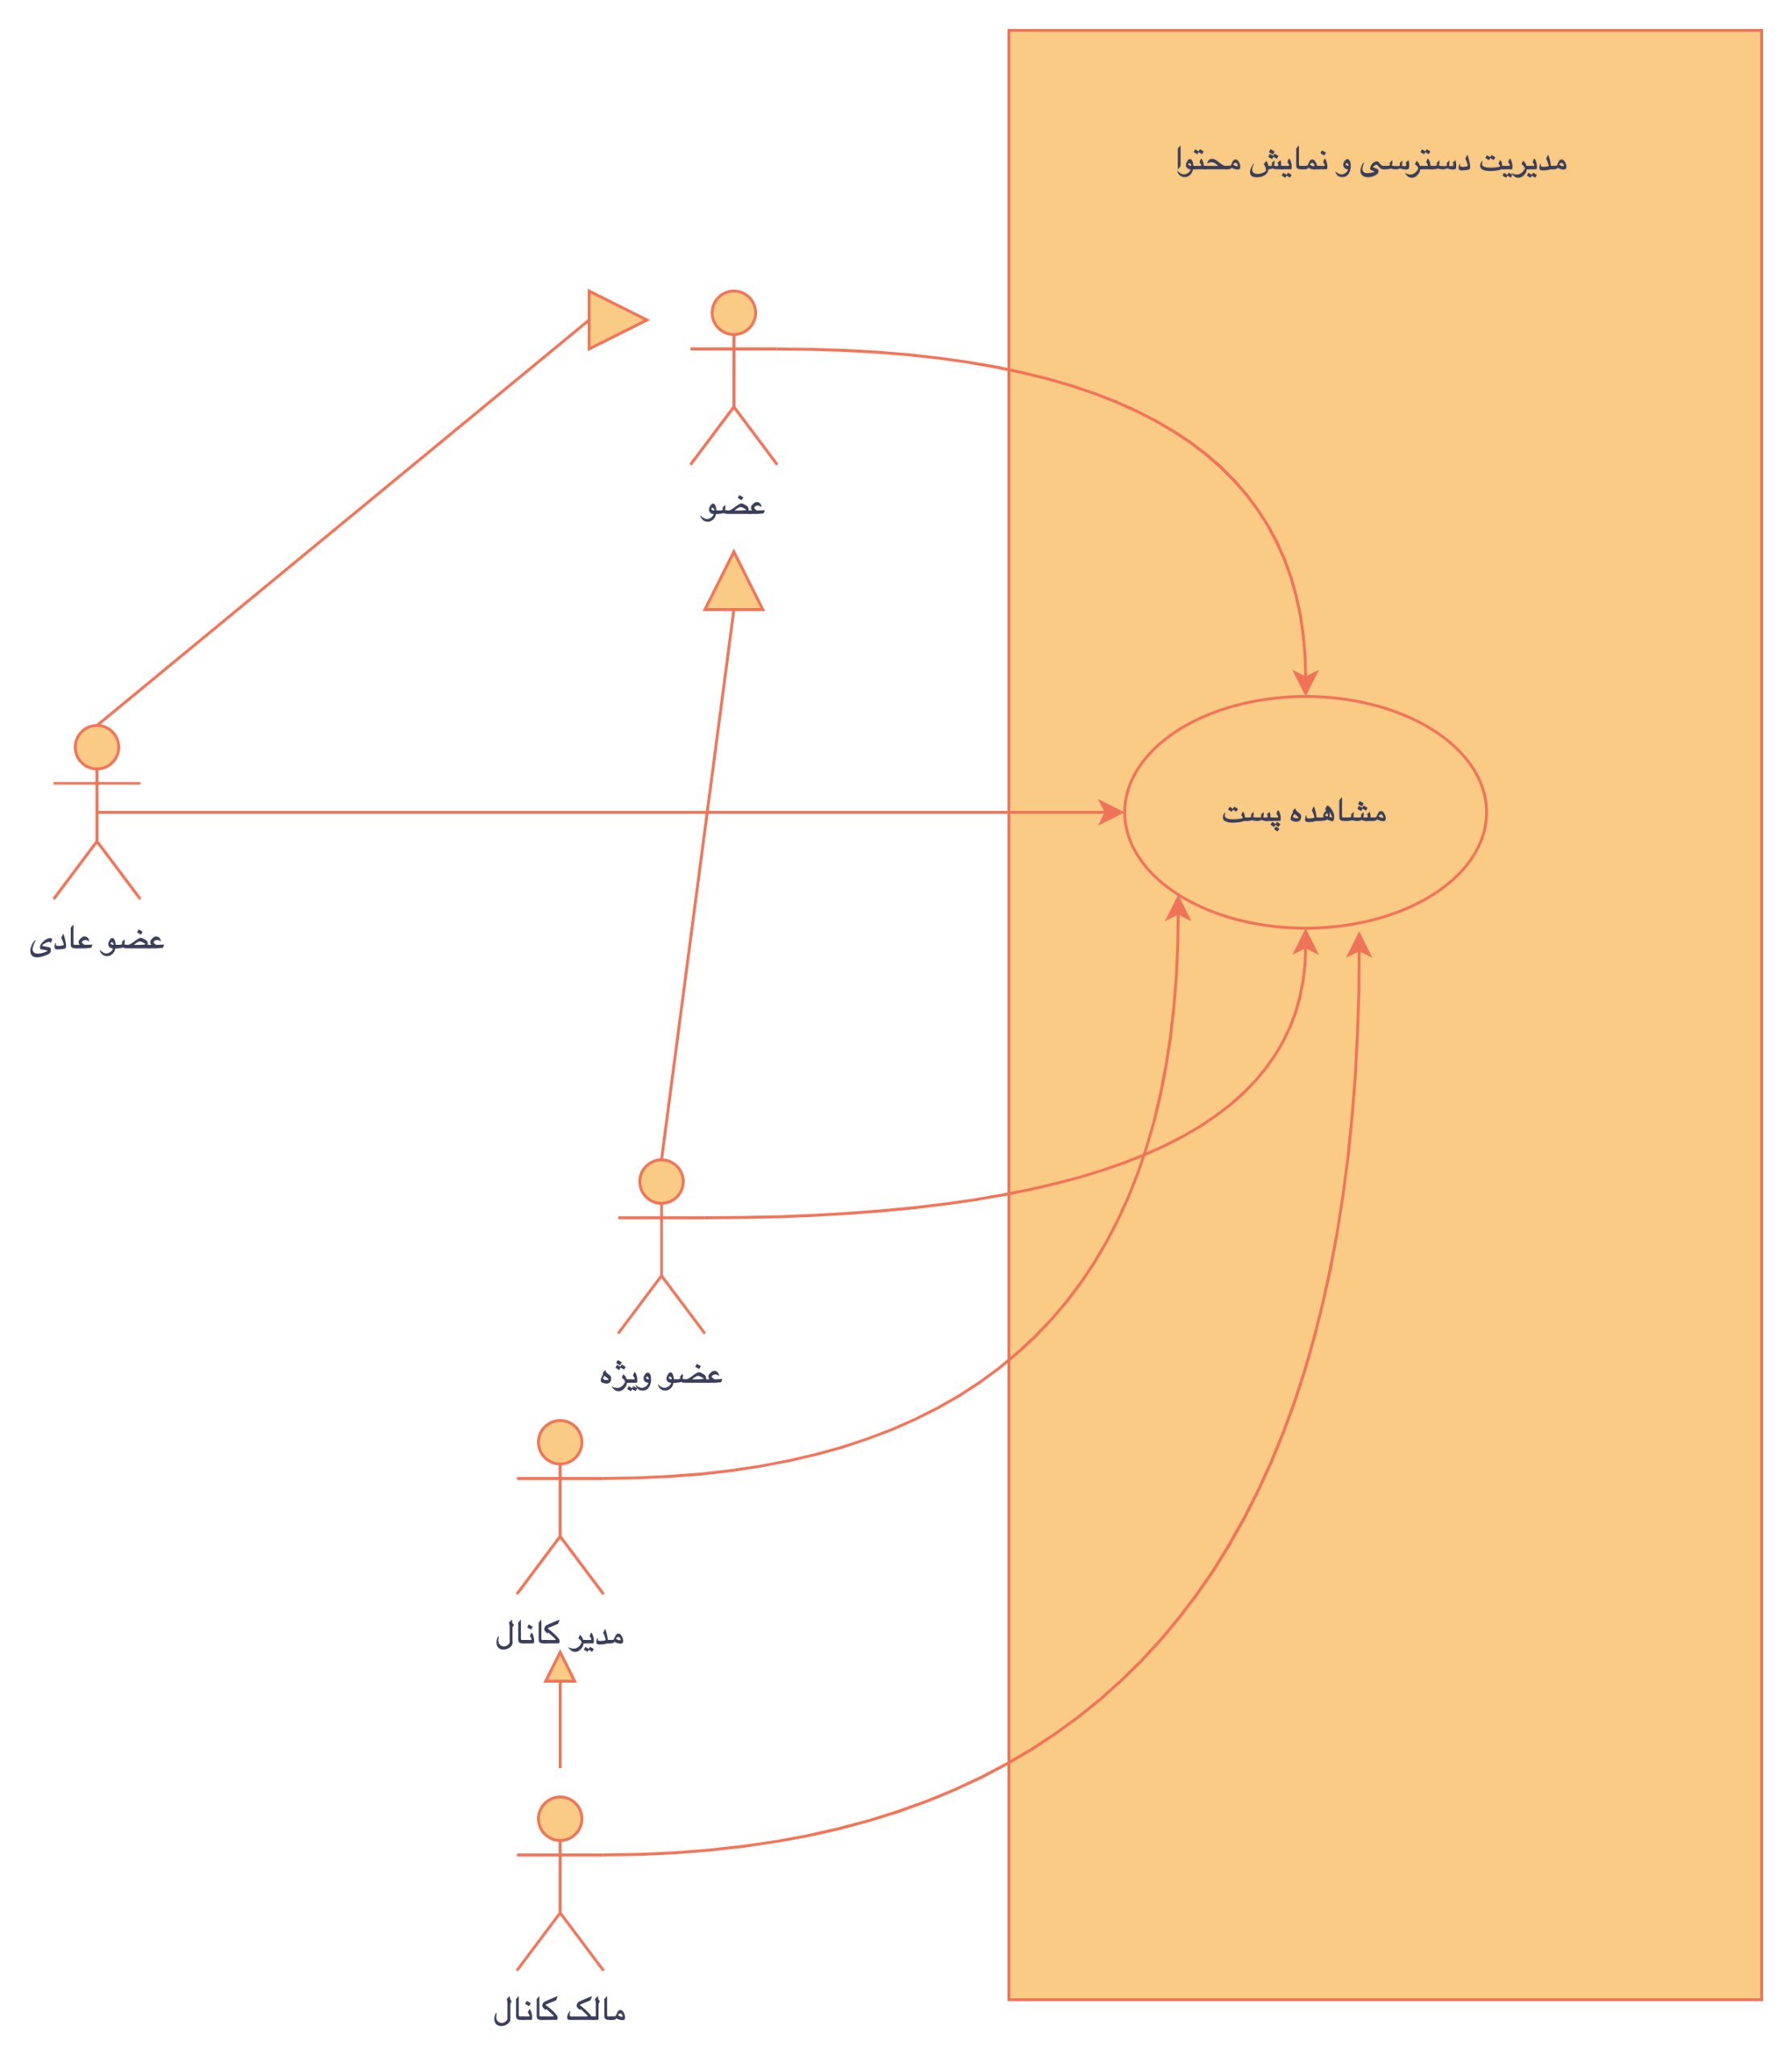 مدیریت دسترسی و نمایش محتوا
عضو
مشاهده پست
عضو عادی
عضو ویژه
مدیر کانال
مالک کانال